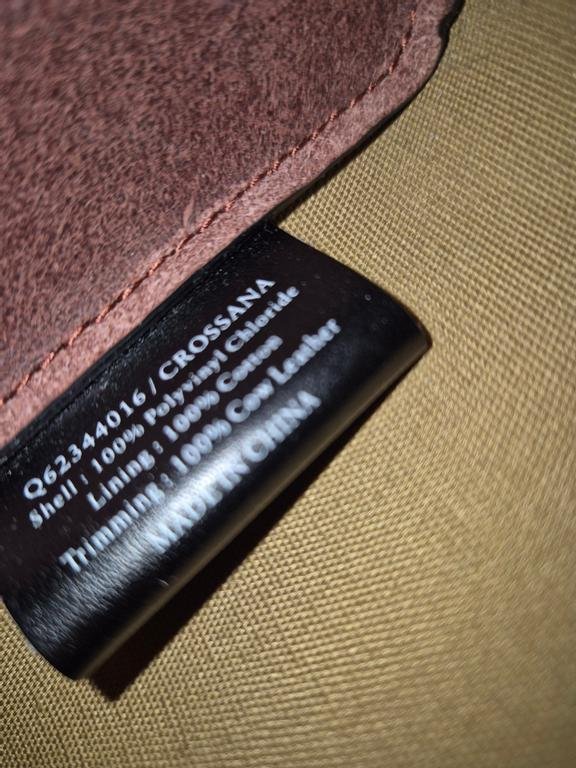 Q62344016 / CROSSANA
Shell : 100% Polyvinyl Chloride
Lining : 100% Cotton
Trimming : 100% Cow Leather
MADE IN CHINA